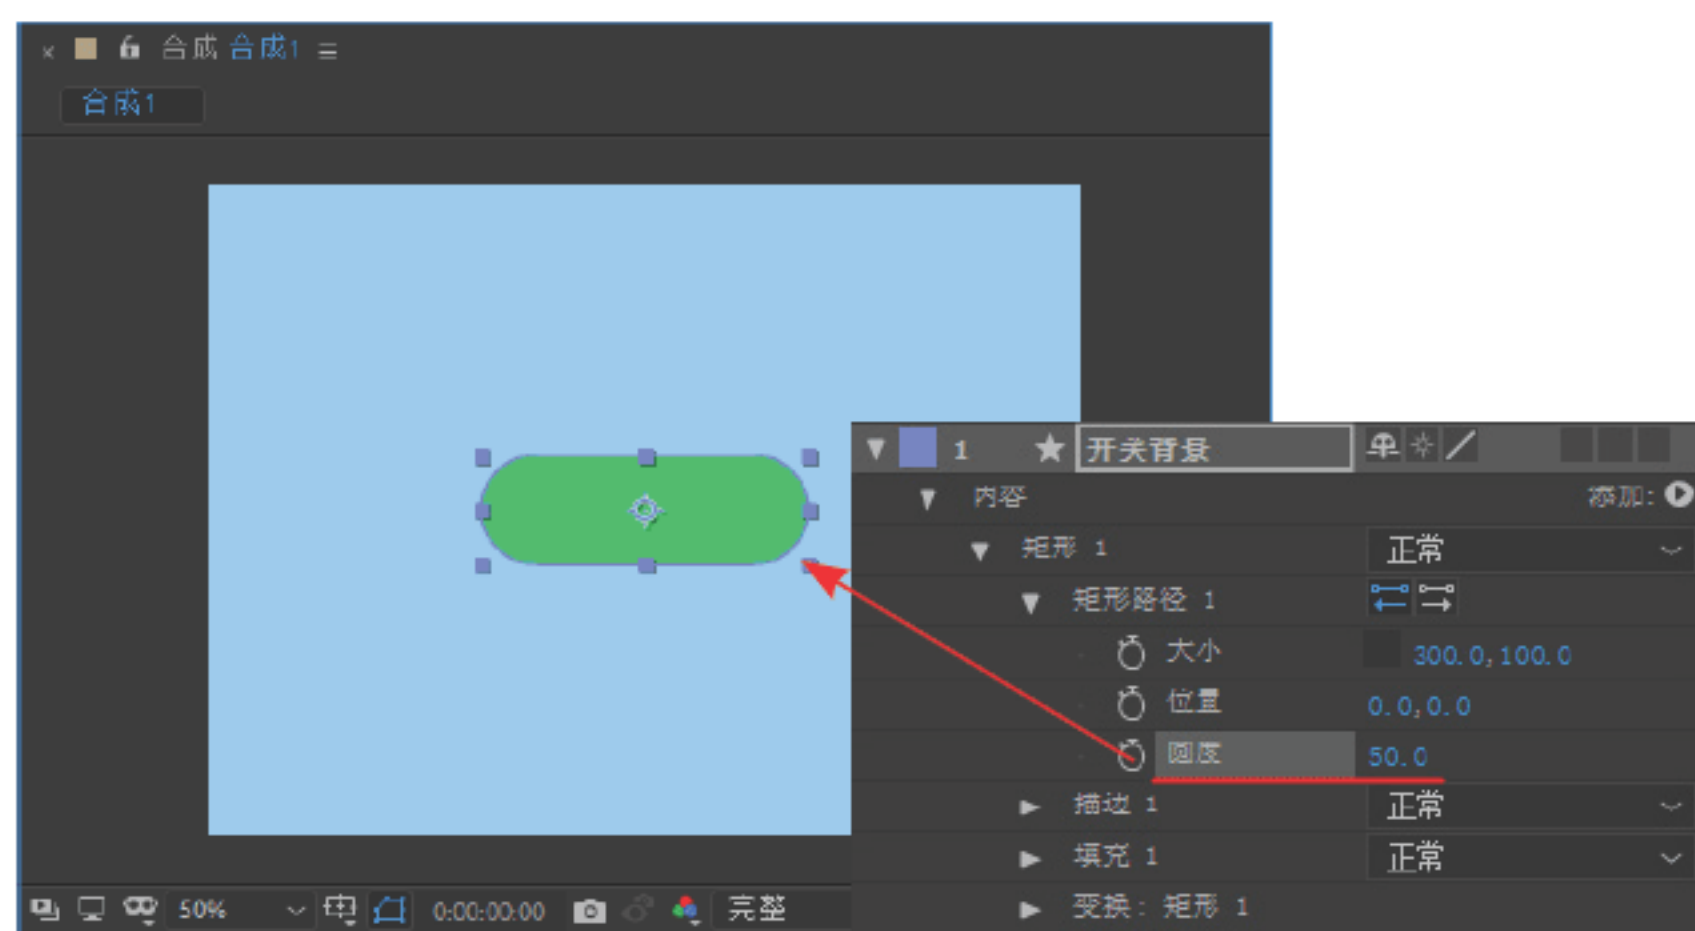 合成 合成1
合成1
1 开关背景
内容 添加:
矩形 1 正常
矩形路径 1
大小 300.0,100.0
位置 0.0,0.0
圆度 50.0
描边 1 正常
填充 1 正常
变换: 矩形 1
50% 0:00:00:00 完整